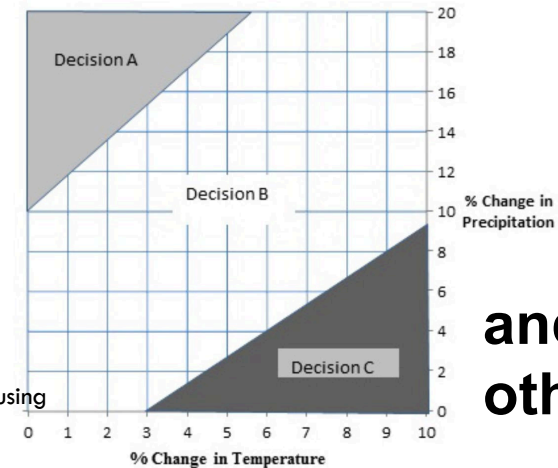 20
Decision A
18
16
14
12
Decision B
% Change in
Precipitation
10
8
6
4
and
Decision C
2
using
0
oth
0 1 2 3 4 5 6 7 8 9 10
% Change in Temperature